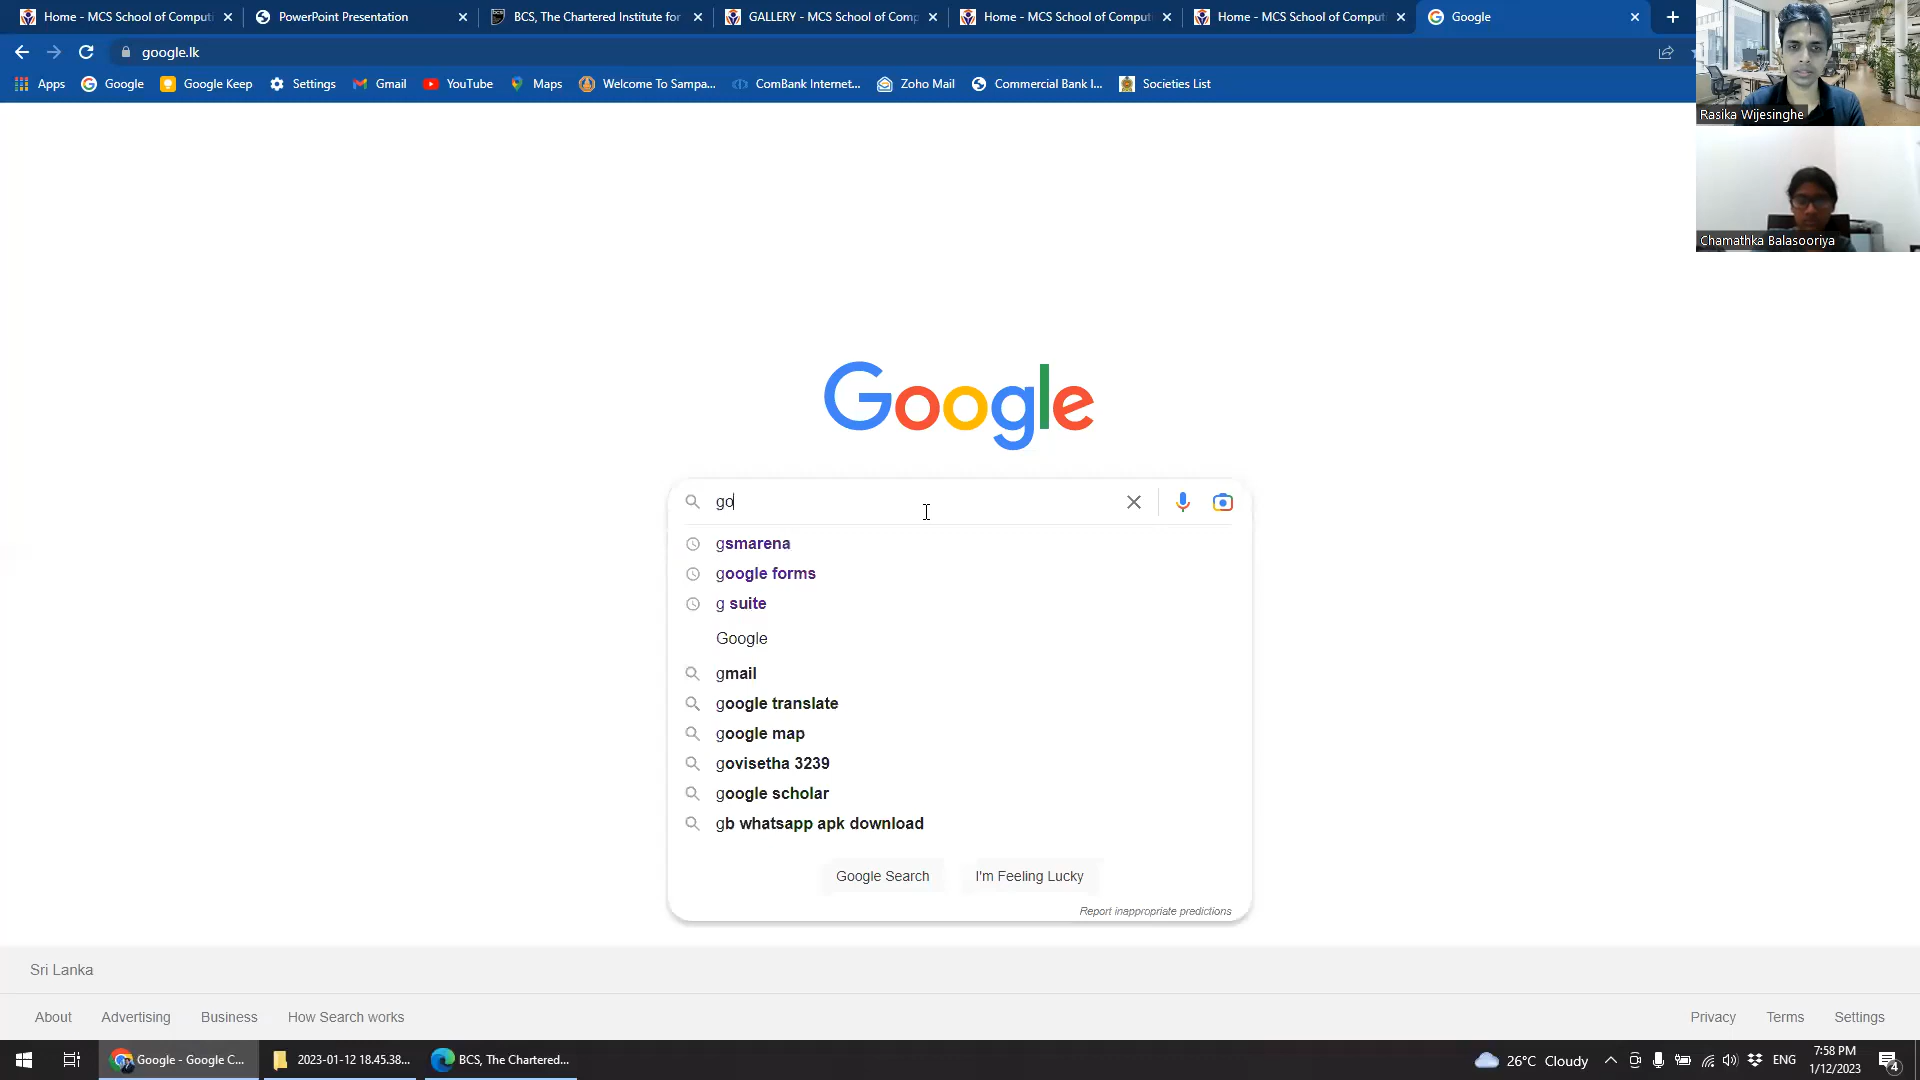 Home - MCS School of Computi
PowerPoint Presentation
BCS, The Chartered Institute for
GALLERY - MCS School of Comp
Home - MCS School of Comput
Home - MCS School of Computi
Google
google.lk
Apps
Google
Google Keep
Settings
Gmail
YouTube
Maps
Welcome To Sampa...
ComBank Internet...
Zoho Mail
Commercial Bank I...
Societies List
Rasika Wijesinghe
Chamathka Balasooriya
Google
go
gsmarena
google forms
g suite
Google
gmail
google translate
google map
govisetha 3239
google scholar
gb whatsapp apk download
Google Search
I'm Feeling Lucky
Report inappropriate predictions
Sri Lanka
About
Advertising
Business
How Search works
Privacy
Terms
Settings
Google - Google C...
2023-01-12 18.45.38...
BCS, The Chartered...
26°C Cloudy
ENG
7:58 PM
1/12/2023
4